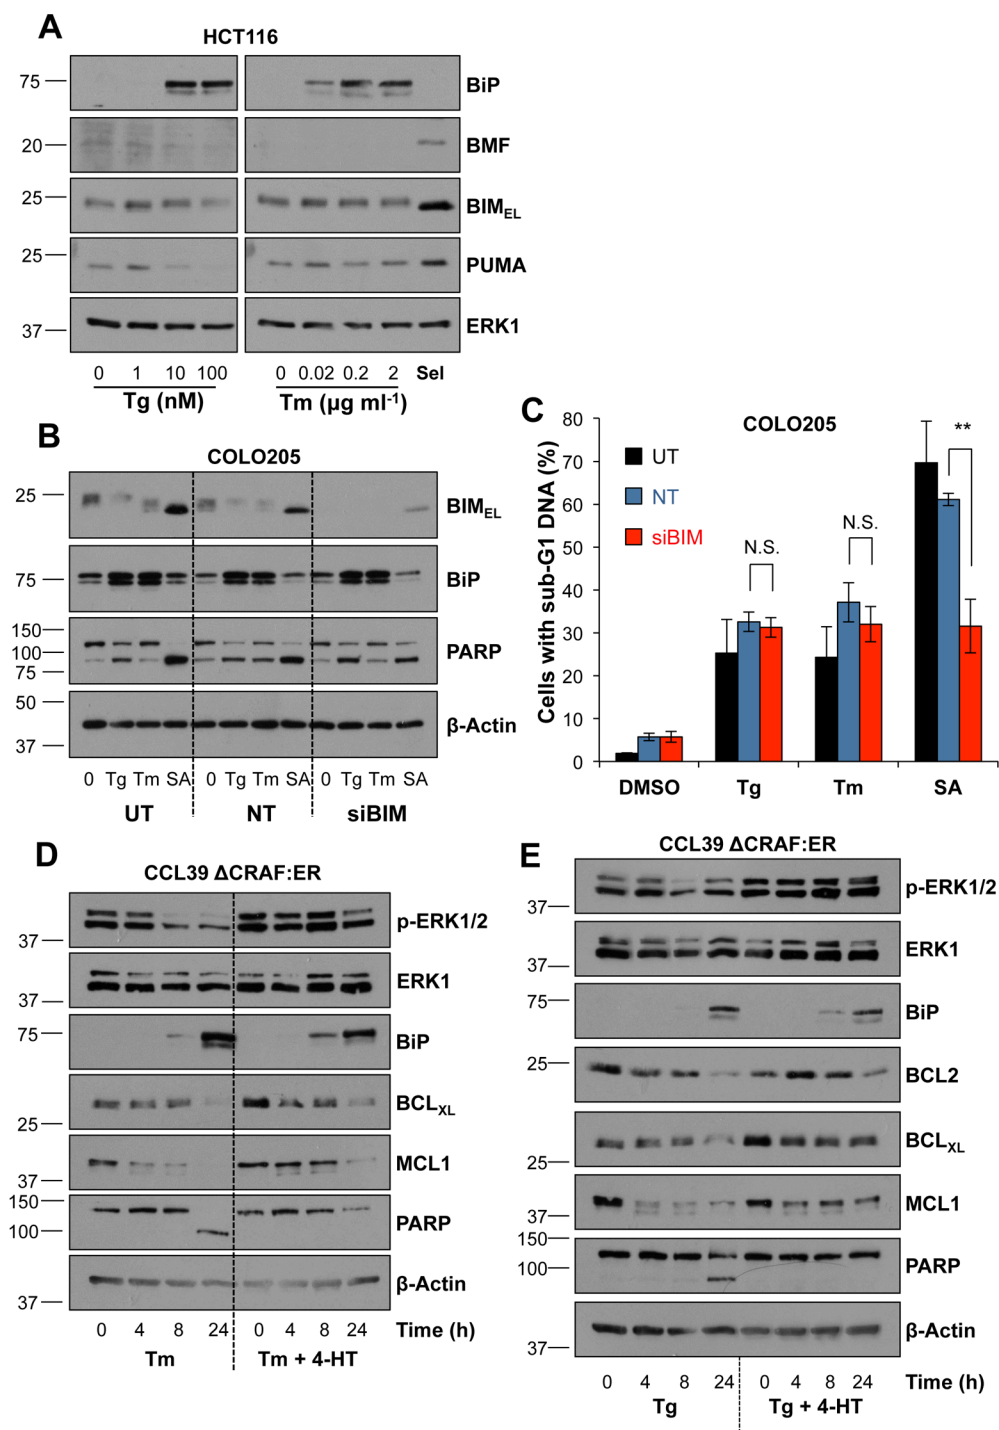 A
HCT116
75
BiP
20
BMF
25
BIMEL
25
PUMA
37
ERK1
0 1 10 100 0 0.02 0.2 2 Sel
Tg (nM) Tm (µg ml-1)
B
COLO205
25
BIMEL
75
BiP
150
100
75
PARP
50
37
β-Actin
0 Tg Tm SA 0 Tg Tm SA 0 Tg Tm SA
UT NT siBIM
C
COLO205
Cells with sub-G1 DNA (%)
80
70
60
50
40
30
20
10
0
UT
NT
siBIM
N.S.
N.S.
**
DMSO Tg Tm SA
D
CCL39 ΔCRAF:ER
37
p-ERK1/2
37
ERK1
75
BiP
25
BCLXL
37
MCL1
150
100
PARP
37
β-Actin
0 4 8 24 0 4 8 24 Time (h)
Tm Tm + 4-HT
E
CCL39 ΔCRAF:ER
37
p-ERK1/2
37
ERK1
75
BiP
25
BCL2
25
BCLXL
37
MCL1
150
100
PARP
37
β-Actin
0 4 8 24 0 4 8 24 Time (h)
Tg Tg + 4-HT